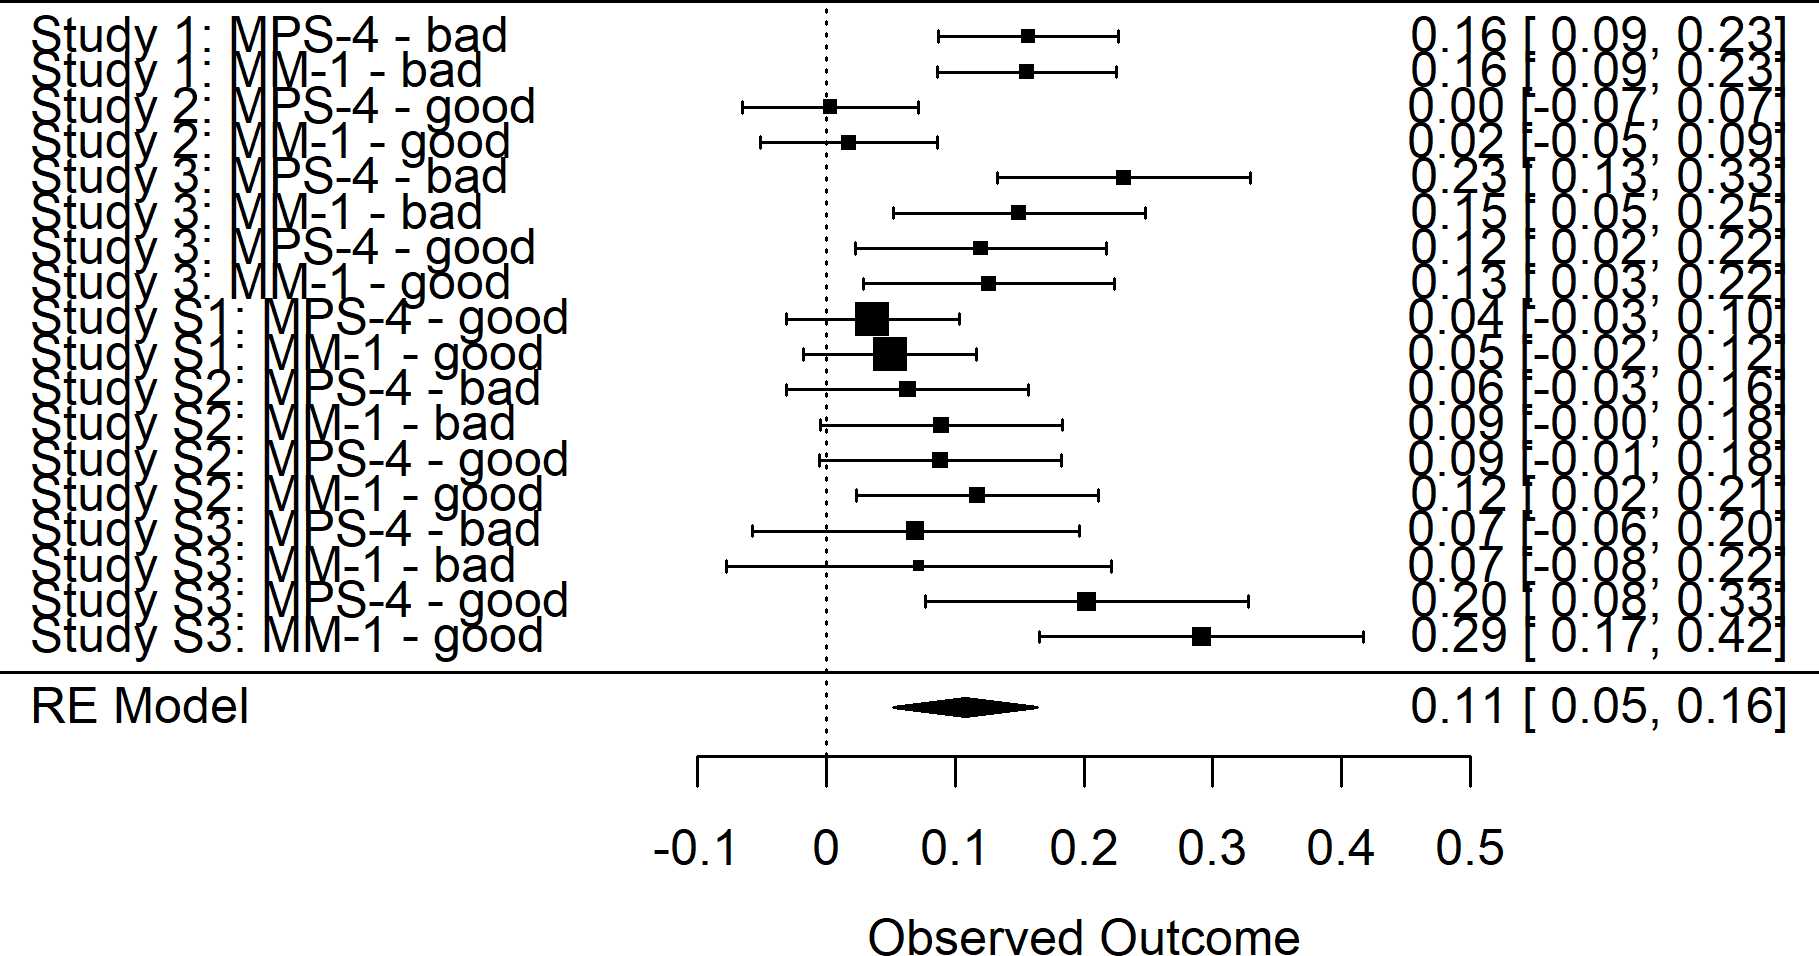 Study 1: MPS-4 - bad 0.16 [ 0.09, 0.23]
Study 1: MM-1 - bad 0.16 [ 0.09, 0.23]
Study 2: MPS-4 - good 0.00 [-0.07, 0.07]
Study 2: MM-1 - good 0.02 [-0.05, 0.09]
Study 3: MPS-4 - bad 0.23 [ 0.13, 0.33]
Study 3: MM-1 - bad 0.15 [ 0.05, 0.25]
Study 3: MPS-4 - good 0.12 [ 0.02, 0.22]
Study 3: MM-1 - good 0.13 [ 0.03, 0.22]
Study S1: MPS-4 - good 0.04 [-0.03, 0.10]
Study S1: MM-1 - good 0.05 [-0.02, 0.12]
Study S2: MPS-4 - bad 0.06 [-0.03, 0.16]
Study S2: MM-1 - bad 0.09 [-0.00, 0.18]
Study S2: MPS-4 - good 0.09 [-0.01, 0.18]
Study S2: MM-1 - good 0.12 [ 0.02, 0.21]
Study S3: MPS-4 - bad 0.07 [-0.06, 0.20]
Study S3: MM-1 - bad 0.07 [-0.08, 0.22]
Study S3: MPS-4 - good 0.20 [ 0.08, 0.33]
Study S3: MM-1 - good 0.29 [ 0.17, 0.42]
RE Model 0.11 [ 0.05, 0.16]
-0.1 0 0.1 0.2 0.3 0.4 0.5
Observed Outcome